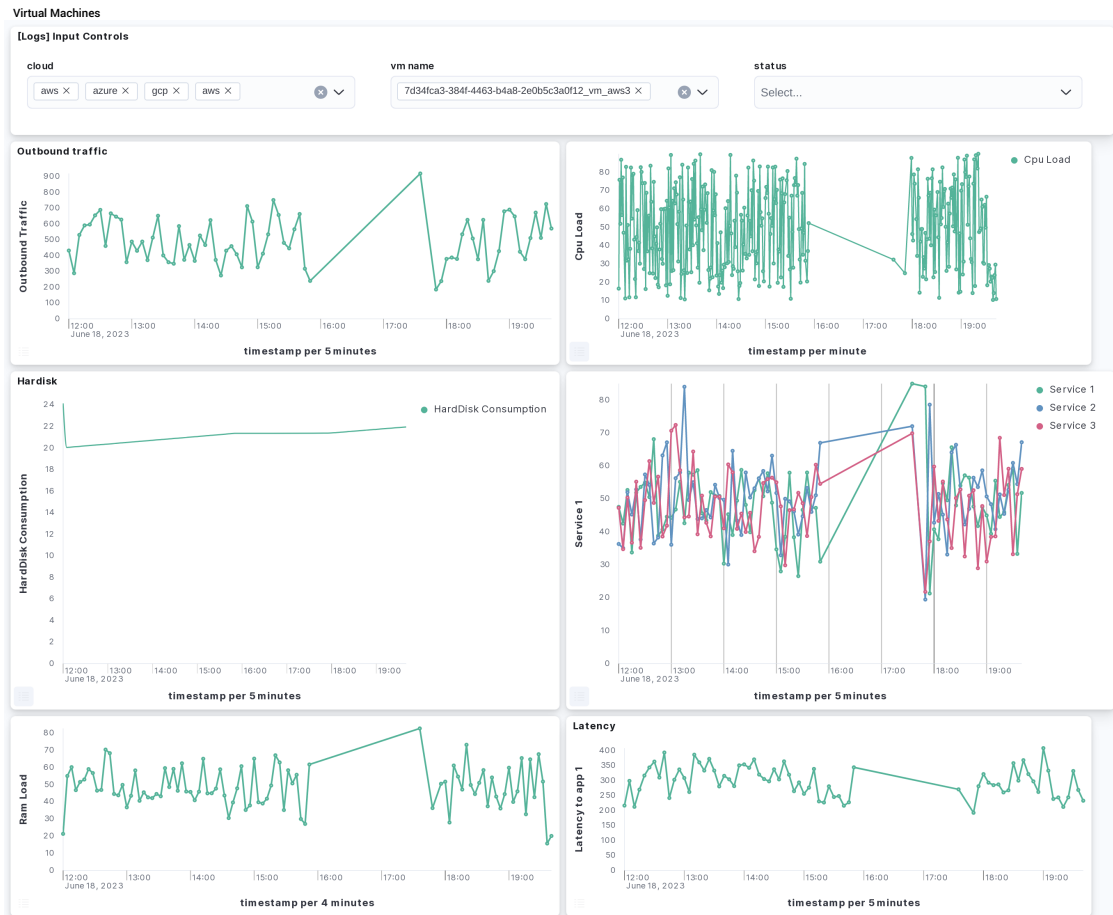 Virtual Machines
[Logs] Input Controls
cloud
vm name
status
aws
azure
gcp
aws
7d34fca3-384f-4463-b4a8-2e0b5c3a0f12_vm_aws3
Select...
Outbound traffic
Outbound Traffic
900
800
700
600
500
400
300
200
100
0
12:00 13:00 14:00 15:00 16:00 17:00 18:00 19:00
June 18, 2023
timestamp per 5 minutes
Cpu Load
Cpu Load
80
70
60
50
40
30
20
10
0
12:00 13:00 14:00 15:00 16:00 17:00 18:00 19:00
June 18, 2023
timestamp per minute
Hardisk
HardDisk Consumption
HardDisk Consumption
24
22
20
18
16
14
12
10
8
6
4
2
0
12:00 13:00 14:00 15:00 16:00 17:00 18:00 19:00
June 18, 2023
timestamp per 5 minutes
Service 1
Service 2
Service 3
Service 1
80
70
60
50
40
30
20
10
0
12:00 13:00 14:00 15:00 16:00 17:00 18:00 19:00
June 18, 2023
timestamp per 5 minutes
Ram Load
80
70
60
50
40
30
20
10
0
12:00 13:00 14:00 15:00 16:00 17:00 18:00 19:00
June 18, 2023
timestamp per 4 minutes
Latency
Latency to app 1
400
350
300
250
200
150
100
50
0
12:00 13:00 14:00 15:00 16:00 17:00 18:00 19:00
June 18, 2023
timestamp per 5 minutes